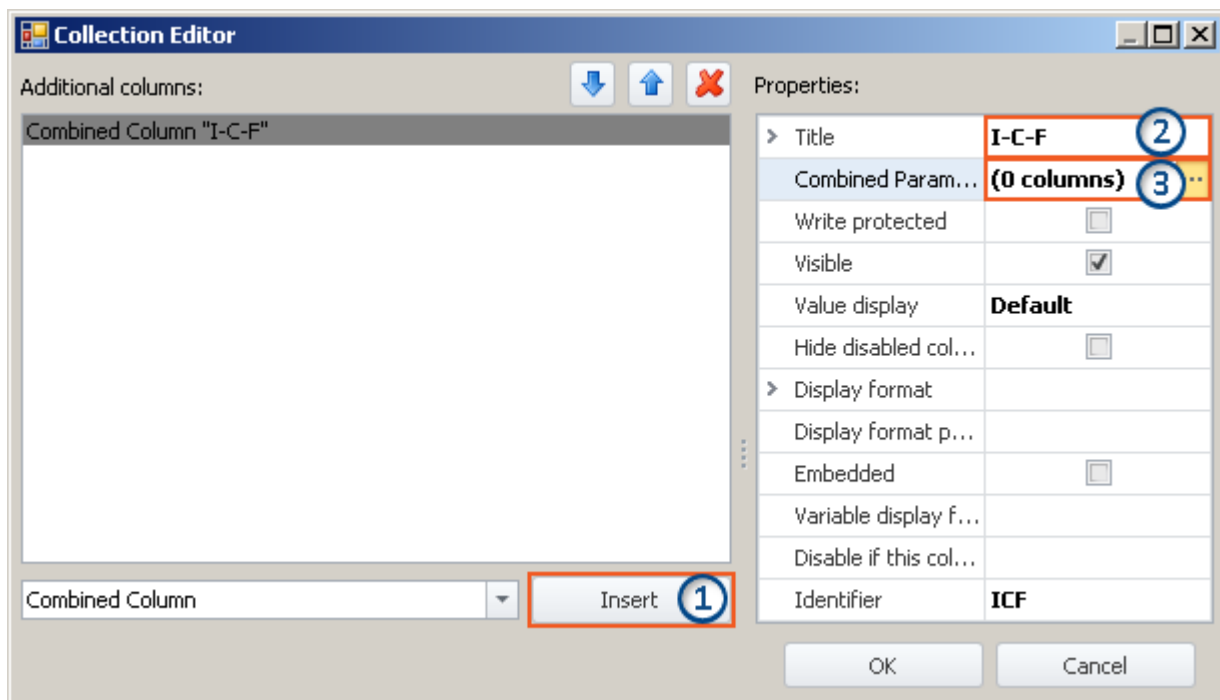 Collection Editor
Additional columns:
Properties:
Combined Column "I-C-F"
Title I-C-F 2
Combined Param... (0 columns) 3 ..
Write protected
Visible
Value display Default
Hide disabled col...
Display format
Display format p...
Embedded
Variable display f...
Disable if this col...
Identifier ICF
Combined Column Insert 1
OK Cancel